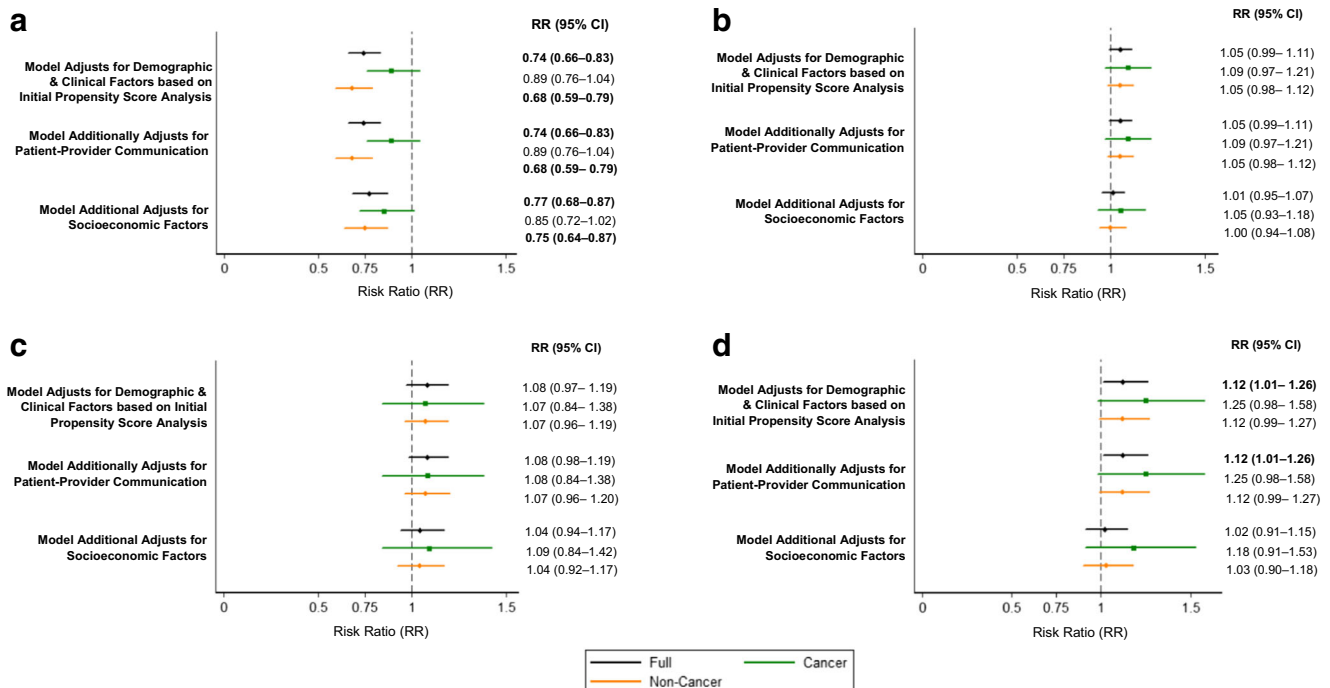 a
RR (95% CI)
Model Adjusts for Demographic
& Clinical Factors based on
Initial Propensity Score Analysis
0.74 (0.66–0.83)
0.89 (0.76–1.04)
0.68 (0.59–0.79)
Model Additionally Adjusts for
Patient-Provider Communication
0.74 (0.66–0.83)
0.89 (0.76–1.04)
0.68 (0.59– 0.79)
Model Additional Adjusts for
Socioeconomic Factors
0.77 (0.68–0.87)
0.85 (0.72–1.02)
0.75 (0.64–0.87)
0 0.5 0.75 1 1.5
Risk Ratio (RR)
b
RR (95% CI)
Model Adjusts for Demographic
& Clinical Factors based on
Initial Propensity Score Analysis
1.05 (0.99– 1.11)
1.09 (0.97– 1.21)
1.05 (0.98– 1.12)
Model Additionally Adjusts for
Patient-Provider Communication
1.05 (0.99–1.11)
1.09 (0.97–1.21)
1.05 (0.98– 1.12)
Model Additional Adjusts for
Socioeconomic Factors
1.01 (0.95–1.07)
1.05 (0.93–1.18)
1.00 (0.94–1.08)
0 0.5 0.75 1 1.5
Risk Ratio (RR)
c
RR (95% CI)
Model Adjusts for Demographic &
Clinical Factors based on Initial
Propensity Score Analysis
1.08 (0.97– 1.19)
1.07 (0.84– 1.38)
1.07 (0.96– 1.19)
Model Additionally Adjusts for
Patient-Provider Communication
1.08 (0.98–1.19)
1.08 (0.84–1.38)
1.07 (0.96– 1.20)
Model Additional Adjusts for
Socioeconomic Factors
1.04 (0.94–1.17)
1.09 (0.84–1.42)
1.04 (0.92–1.17)
0 0.5 0.75 1 1.5
Risk Ratio (RR)
d
RR (95% CI)
Model Adjusts for Demographic
& Clinical Factors based on
Initial Propensity Score Analysis
1.12 (1.01– 1.26)
1.25 (0.98– 1.58)
1.12 (0.99– 1.27)
Model Additionally Adjusts for
Patient-Provider Communication
1.12 (1.01–1.26)
1.25 (0.98–1.58)
1.12 (0.99– 1.27)
Model Additional Adjusts for
Socioeconomic Factors
1.02 (0.91–1.15)
1.18 (0.91–1.53)
1.03 (0.90–1.18)
0 0.5 0.75 1 1.5
Risk Ratio (RR)
Full Cancer
Non-Cancer